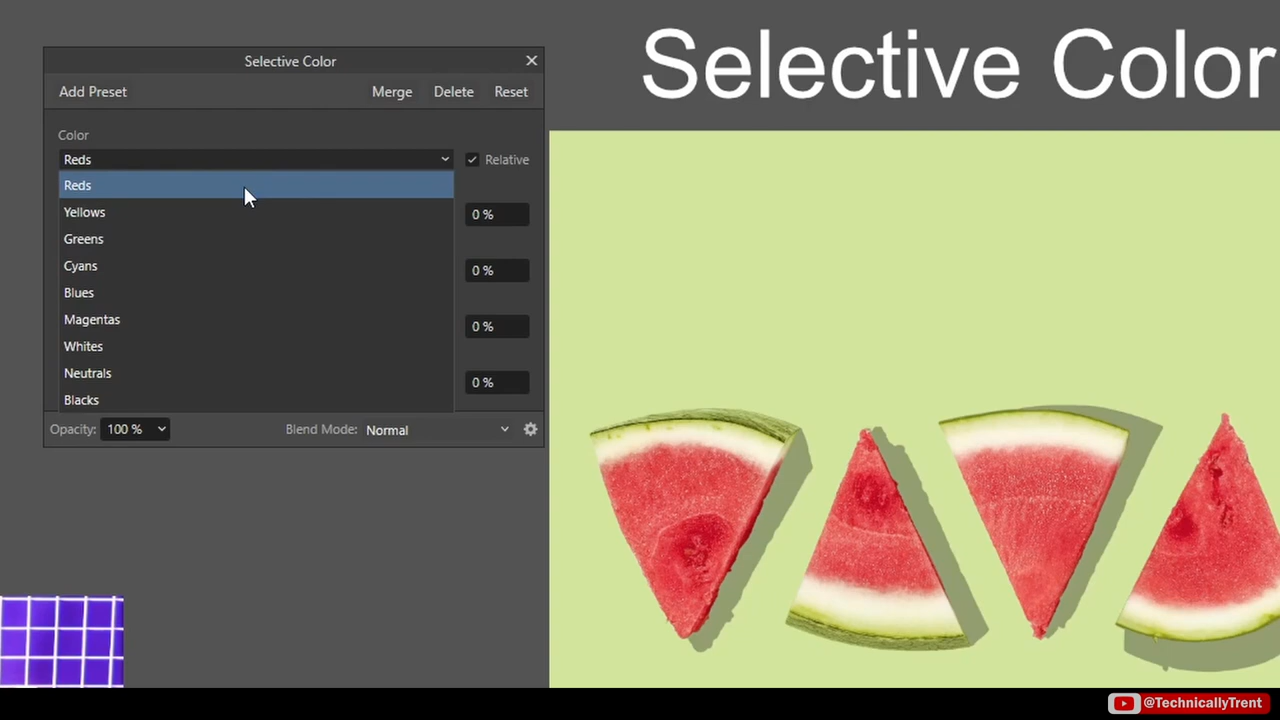 Selective Color
Selective Color
Add Preset
Merge
Delete
Reset
Color
Reds
Relative
Reds
Yellows
0 %
Greens
Cyans
0 %
Blues
Magentas
0 %
Whites
Neutrals
0 %
Blacks
Opacity: 100 %
Blend Mode: Normal
@TechnicallyTrent